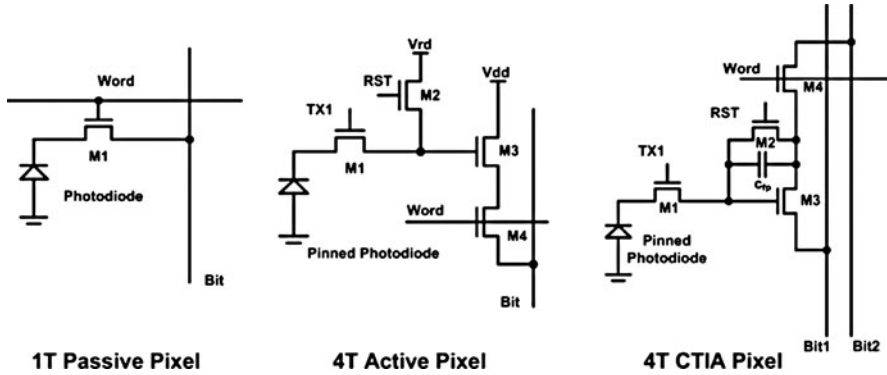 Word
M1
Photodiode
Bit
1T Passive Pixel
Vrd
RST
M2
Vdd
TX1
M1
M3
Word
M4
Pinned Photodiode
Bit
4T Active Pixel
Word
M4
RST
M2
TX1
Cfp
M1
M3
Pinned
Photodiode
Bit1 Bit2
4T CTIA Pixel